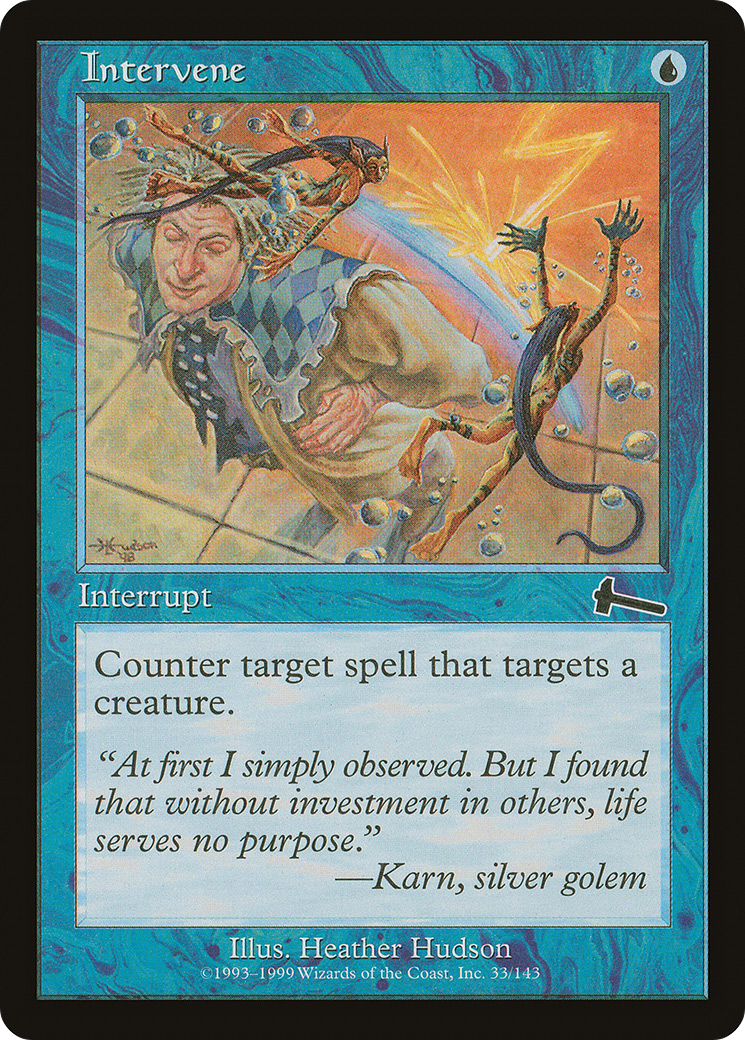 Intervene
Hudson
'98
Interrupt
Counter target spell that targets a
creature.
“At first I simply observed. But I found
that without investment in others, life
serves no purpose.”
—Karn, silver golem
Illus. Heather Hudson
©1993–1999 Wizards of the Coast, Inc. 33/143